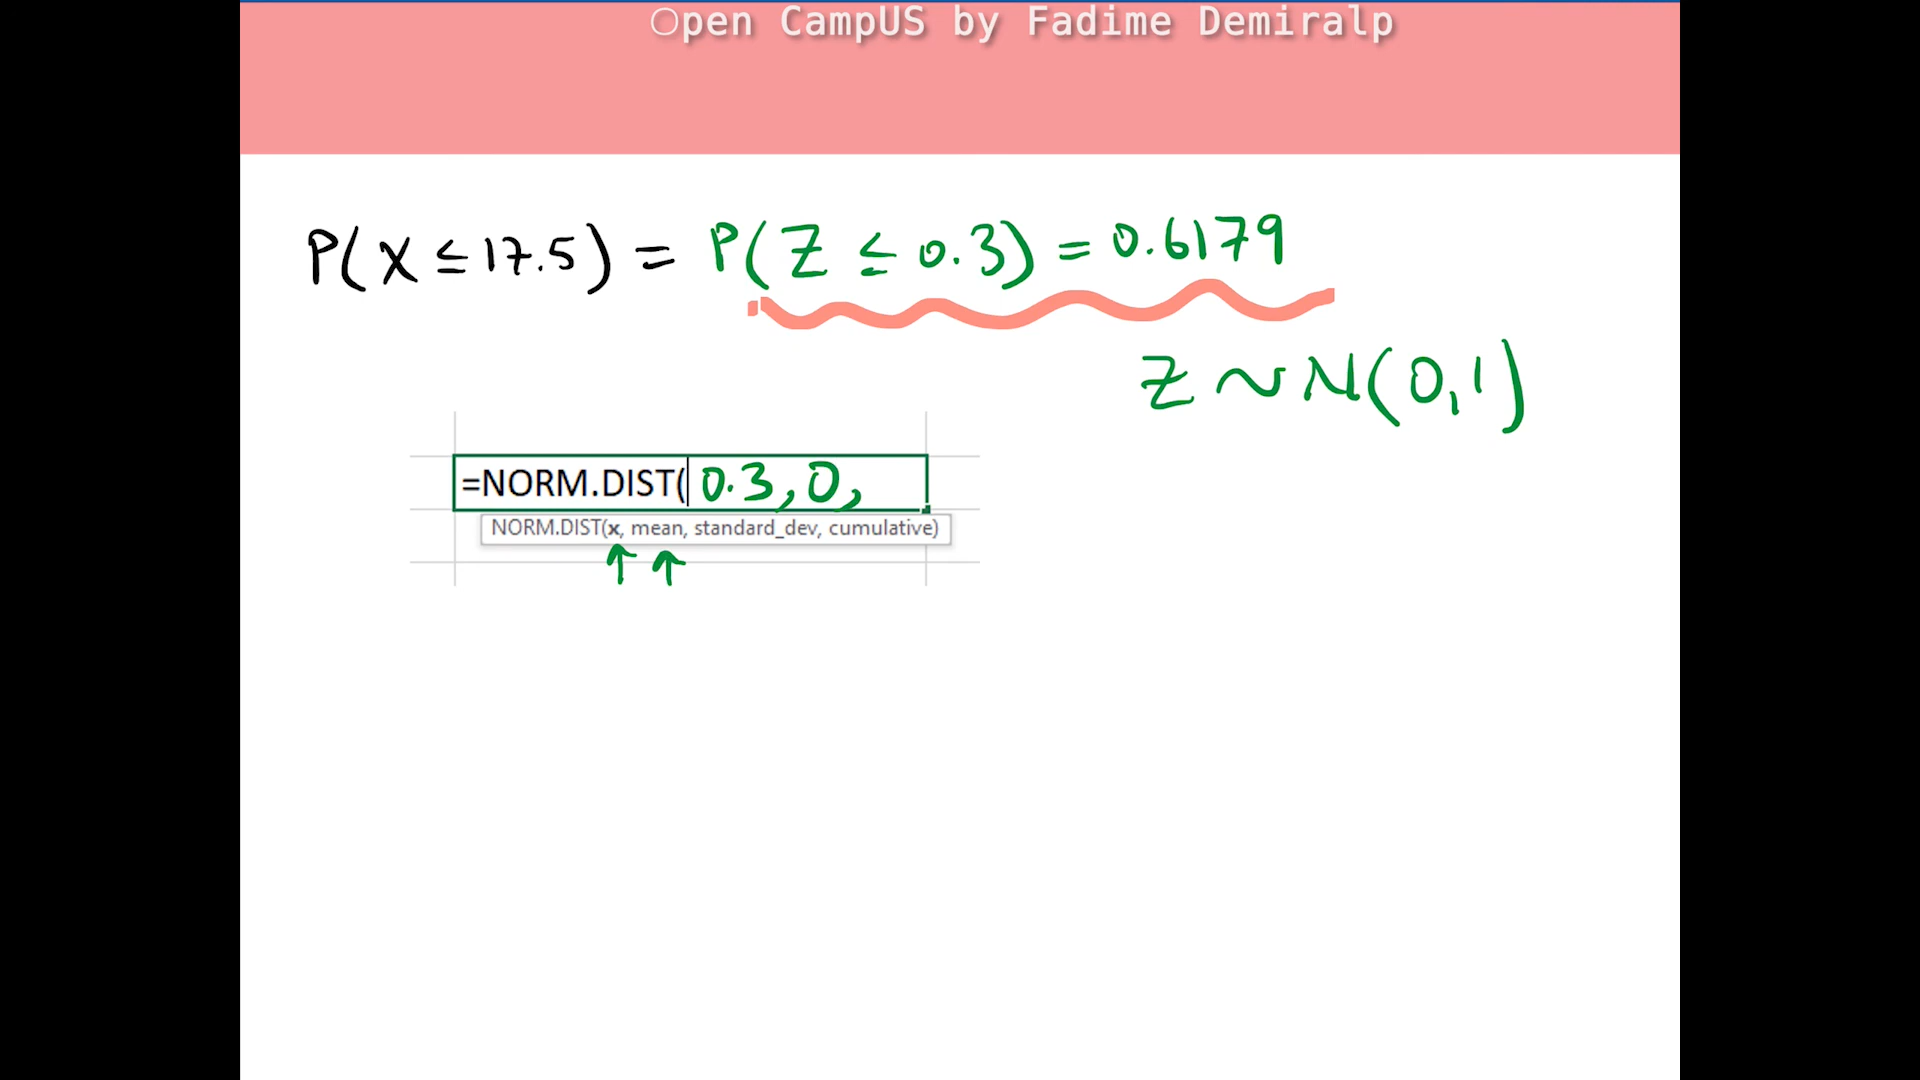 Open CampUS by Fadime Demiralp
P(X ≤ 17.5) = P(Z ≤ 0.3) = 0.6179
Z ~ N(0,1)
=NORM.DIST( 0.3, 0,
NORM.DIST(x, mean, standard_dev, cumulative)